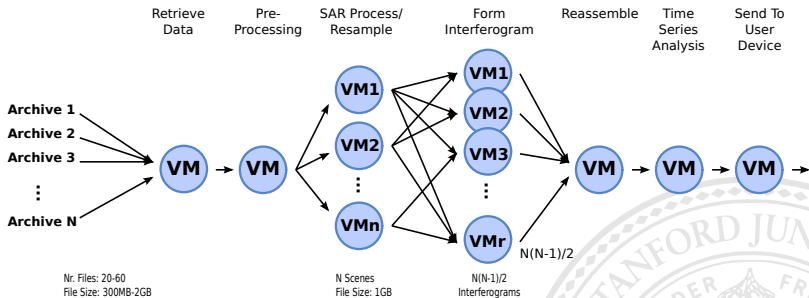 Retrieve
Data
Pre-
Processing
SAR Process/
Resample
Form
Interferogram
Reassemble
Time
Series
Analysis
Send To
User
Device
Archive 1
Archive 2
Archive 3
⋮
Archive N
VM
VM
VM1
VM2
⋮
VMn
VM1
VM2
VM3
⋮
VMr
N(N-1)/2
VM
VM
VM
Nr. Files: 20-60
File Size: 300MB-2GB
N Scenes
File Size: 1GB
N(N-1)/2
Interferograms
STANFORD JUN